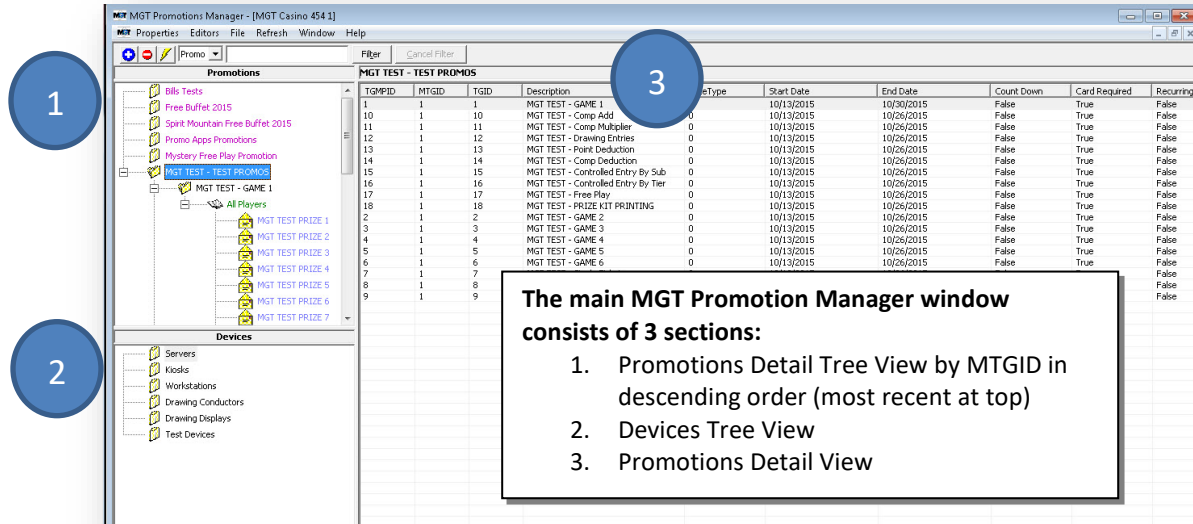 MGT MGT Promotions Manager - [MGT Casino 454 1]
MGT Properties Editors File Refresh Window Help
Promo Filter Cancel Filter
Promotions
Bills Tests
Free Buffet 2015
Spirit Mountain Free Buffet 2015
Promo Apps Promotions
Mystery Free Play Promotion
MGT TEST - TEST PROMOS
MGT TEST - GAME 1
All Players
MGT TEST PRIZE 1
MGT TEST PRIZE 2
MGT TEST PRIZE 3
MGT TEST PRIZE 4
MGT TEST PRIZE 5
MGT TEST PRIZE 6
MGT TEST PRIZE 7
Devices
Servers
Kiosks
Workstations
Drawing Conductors
Drawing Displays
Test Devices
1
2
3
MGT TEST - TEST PROMOS
TGMPID MTGID TGID Description eType Start Date End Date Count Down Card Required Recurring
1 1 1 MGT TEST - GAME 1 10/13/2015 10/30/2015 False True False
10 1 10 MGT TEST - Comp Add 0 10/13/2015 10/26/2015 False True False
11 1 11 MGT TEST - Comp Multiplier 0 10/13/2015 10/26/2015 False True False
12 1 12 MGT TEST - Drawing Entries 0 10/13/2015 10/26/2015 False True False
13 1 13 MGT TEST - Point Deduction 0 10/13/2015 10/26/2015 False True False
14 1 14 MGT TEST - Comp Deduction 0 10/13/2015 10/26/2015 False True False
15 1 15 MGT TEST - Controlled Entry By Sub 0 10/13/2015 10/26/2015 False True False
16 1 16 MGT TEST - Controlled Entry By Tier 0 10/13/2015 10/26/2015 False True False
17 1 17 MGT TEST - Free Play 0 10/13/2015 10/26/2015 False True False
18 1 18 MGT TEST - PRIZE KIT PRINTING 0 10/13/2015 10/26/2015 False True False
2 1 2 MGT TEST - GAME 2 0 10/13/2015 10/26/2015 False True False
3 1 3 MGT TEST - GAME 3 0 10/13/2015 10/26/2015 False True False
4 1 4 MGT TEST - GAME 4 0 10/13/2015 10/26/2015 False True False
5 1 5 MGT TEST - GAME 5 0 10/13/2015 10/26/2015 False True False
6 1 6 MGT TEST - GAME 6 0 10/13/2015 10/26/2015 False True False
7 1 7 False
8 1 8 False
9 1 9 False
The main MGT Promotion Manager window
consists of 3 sections:
1. Promotions Detail Tree View by MTGID in
descending order (most recent at top)
2. Devices Tree View
3. Promotions Detail View